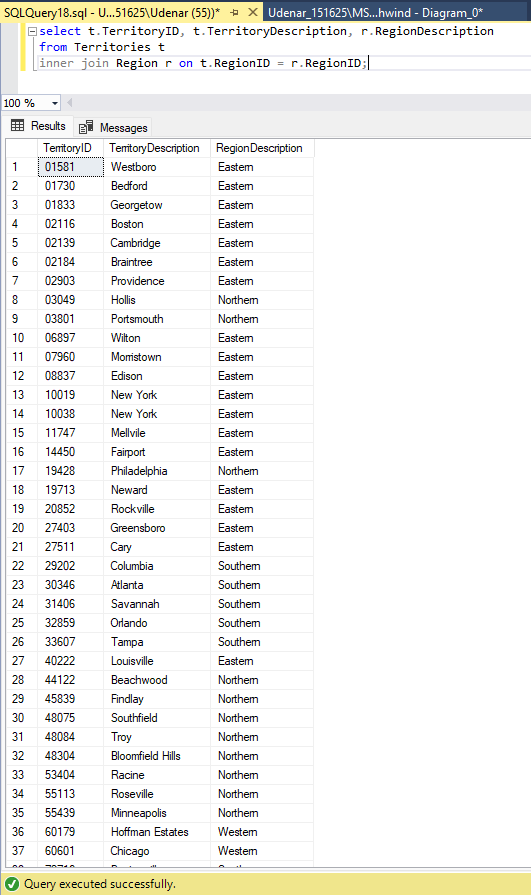 SQLQuery18.sql - U...51625\Udenar (55))* Udenar_151625\MS...hwind - Diagram_0*
select t.TerritoryID, t.TerritoryDescription, r.RegionDescription
from Territories t
inner join Region r on t.RegionID = r.RegionID;
100 %
Results Messages
TerritoryID TerritoryDescription RegionDescription
1 01581 Westboro Eastern
2 01730 Bedford Eastern
3 01833 Georgetow Eastern
4 02116 Boston Eastern
5 02139 Cambridge Eastern
6 02184 Braintree Eastern
7 02903 Providence Eastern
8 03049 Hollis Northern
9 03801 Portsmouth Northern
10 06897 Wilton Eastern
11 07960 Morristown Eastern
12 08837 Edison Eastern
13 10019 New York Eastern
14 10038 New York Eastern
15 11747 Mellvile Eastern
16 14450 Fairport Eastern
17 19428 Philadelphia Northern
18 19713 Neward Eastern
19 20852 Rockville Eastern
20 27403 Greensboro Eastern
21 27511 Cary Eastern
22 29202 Columbia Southern
23 30346 Atlanta Southern
24 31406 Savannah Southern
25 32859 Orlando Southern
26 33607 Tampa Southern
27 40222 Louisville Eastern
28 44122 Beachwood Northern
29 45839 Findlay Northern
30 48075 Southfield Northern
31 48084 Troy Northern
32 48304 Bloomfield Hills Northern
33 53404 Racine Northern
34 55113 Roseville Northern
35 55439 Minneapolis Northern
36 60179 Hoffman Estates Western
37 60601 Chicago Western
Query executed successfully.